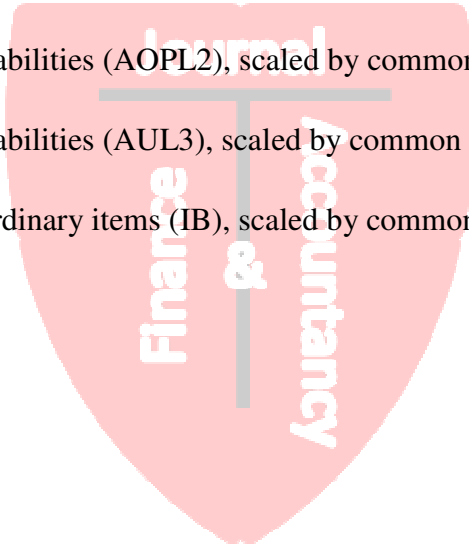 Journal
abilities (AOPL2), scaled by common
abilities (AUL3), scaled by common
rdinary items (IB), scaled by common
Finance
&
Accountancy